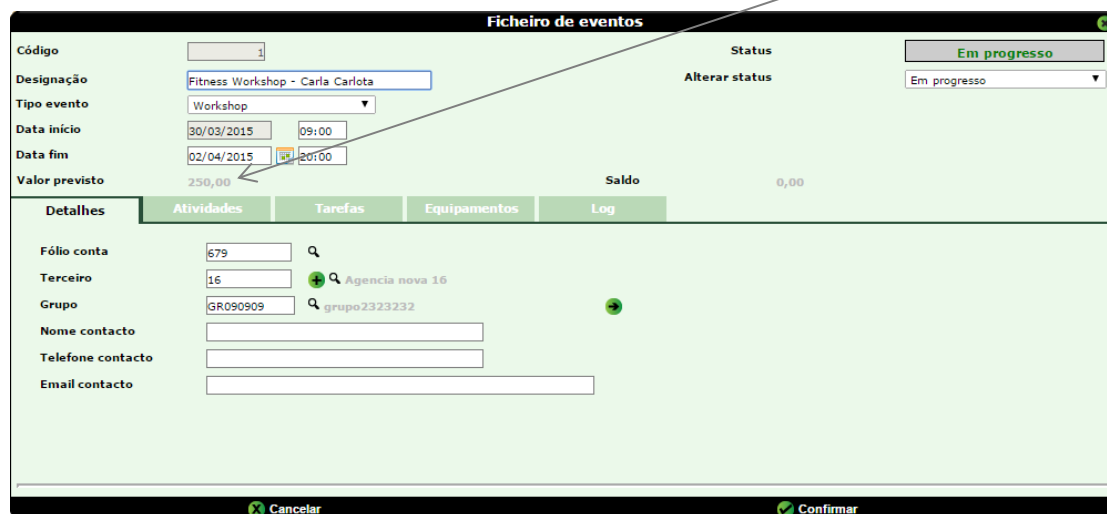 Ficheiro de eventos
Código 1 Status Em progresso
Designação Fitness Workshop - Carla Carlota Alterar status Em progresso
Tipo evento Workshop
Data início 30/03/2015 09:00
Data fim 02/04/2015 20:00
Valor previsto 250,00 Saldo 0,00
Detalhes Atividades Tarefas Equipamentos Log
Fólio conta 679
Terceiro 16 Agencia nova 16
Grupo GR090909 grupo2323232
Nome contacto
Telefone contacto
Email contacto
Cancelar Confirmar